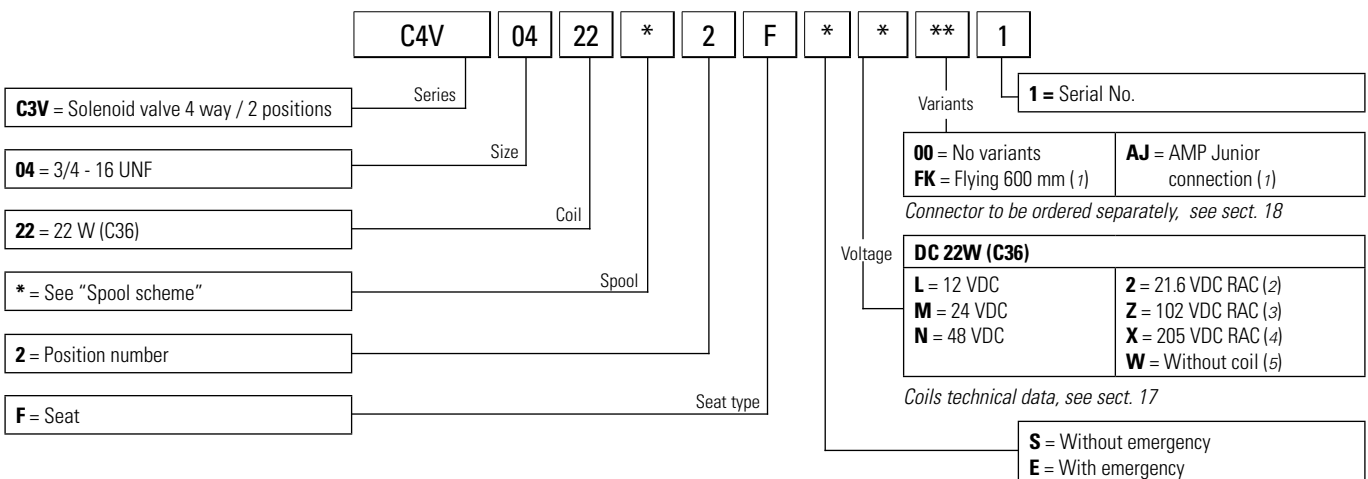 C4V 04 22 * 2 F * * ** 1
Series
C3V = Solenoid valve 4 way / 2 positions
Size
04 = 3/4 - 16 UNF
Coil
22 = 22 W (C36)
Spool
* = See “Spool scheme”
2 = Position number
Seat type
F = Seat
1 = Serial No.
Variants
00 = No variants
FK = Flying 600 mm (1)
AJ = AMP Junior
connection (1)
Connector to be ordered separately, see sect. 18
Voltage
DC 22W (C36)
L = 12 VDC
M = 24 VDC
N = 48 VDC
2 = 21.6 VDC RAC (2)
Z = 102 VDC RAC (3)
X = 205 VDC RAC (4)
W = Without coil (5)
Coils technical data, see sect. 17
S = Without emergency
E = With emergency